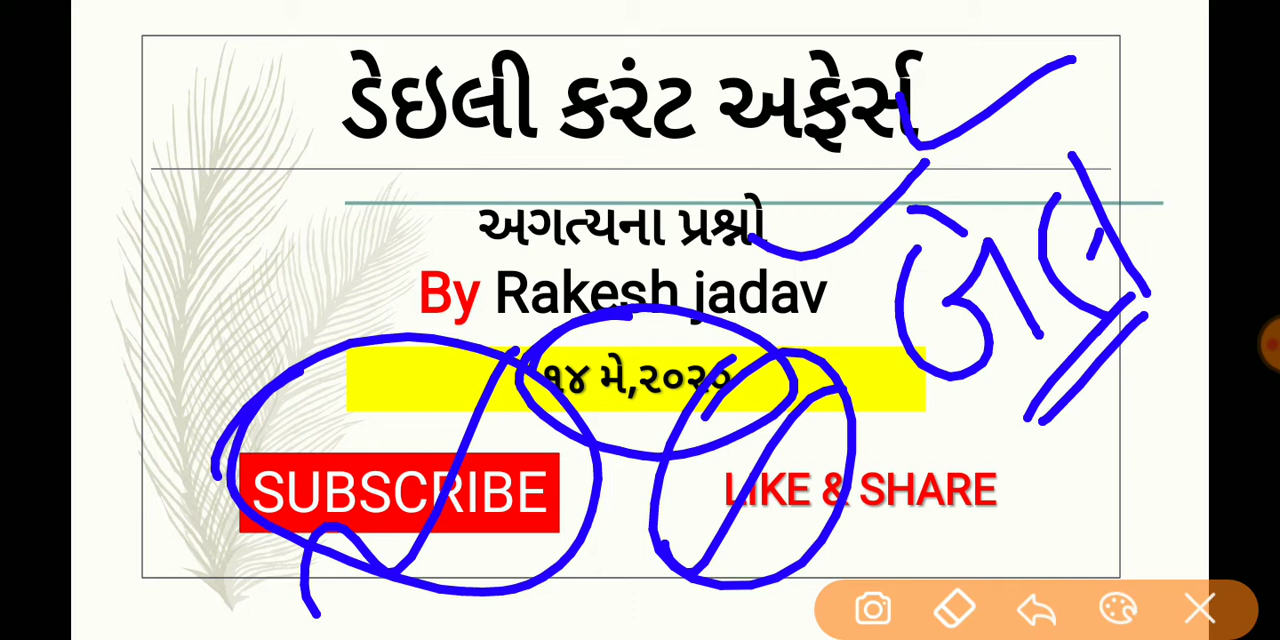 ડેઇલી કરંટ અફેર્સ
અગત્યના પ્રશ્નો
By Rakesh jadav
૧૪ મે,૨૦૨૦
SUBSCRIBE
LIKE & SHARE